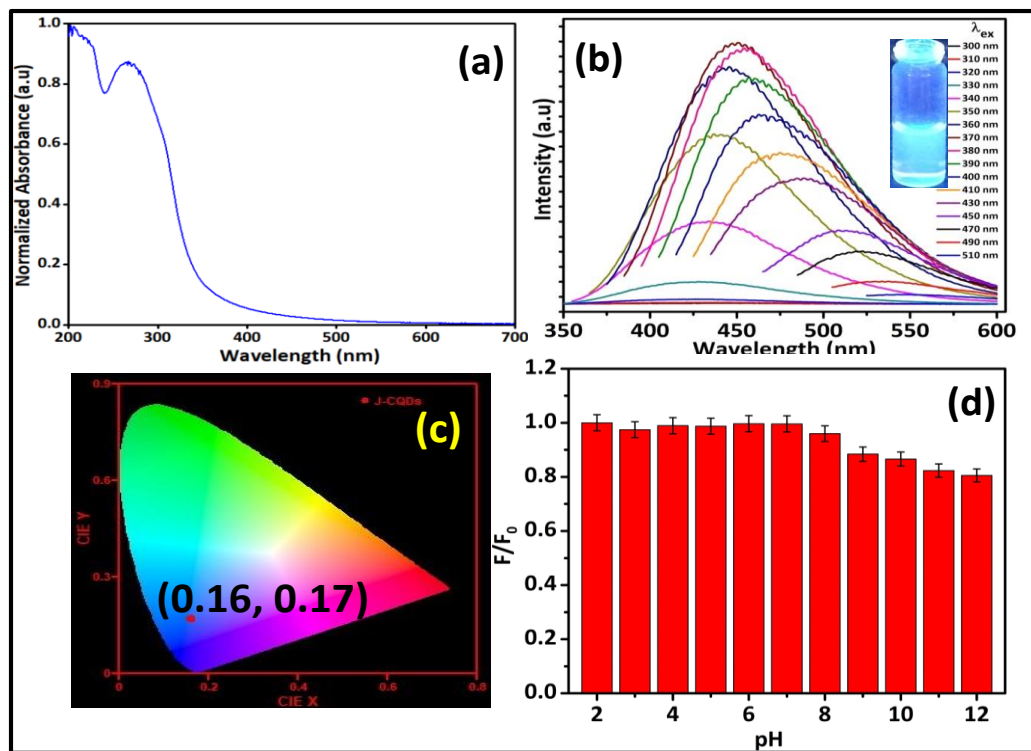 (a)
1.0
0.8
0.6
0.4
0.2
0.0
Normalized Absorbance (a.u)
200 300 400 500 600 700
Wavelength (nm)
(b)
λex
300 nm
310 nm
320 nm
330 nm
340 nm
350 nm
360 nm
370 nm
380 nm
390 nm
400 nm
410 nm
430 nm
450 nm
470 nm
490 nm
510 nm
Intensity (a.u)
350 400 450 500 550 600
Wavelength (nm)
(c)
J-CQDs
0.9
0.6
0.3
0
CIE Y
(0.16, 0.17)
0 0.2 0.4 0.6 0.8
CIE X
(d)
1.2
1.0
0.8
0.6
0.4
0.2
0.0
F/F0
2 4 6 8 10 12
pH